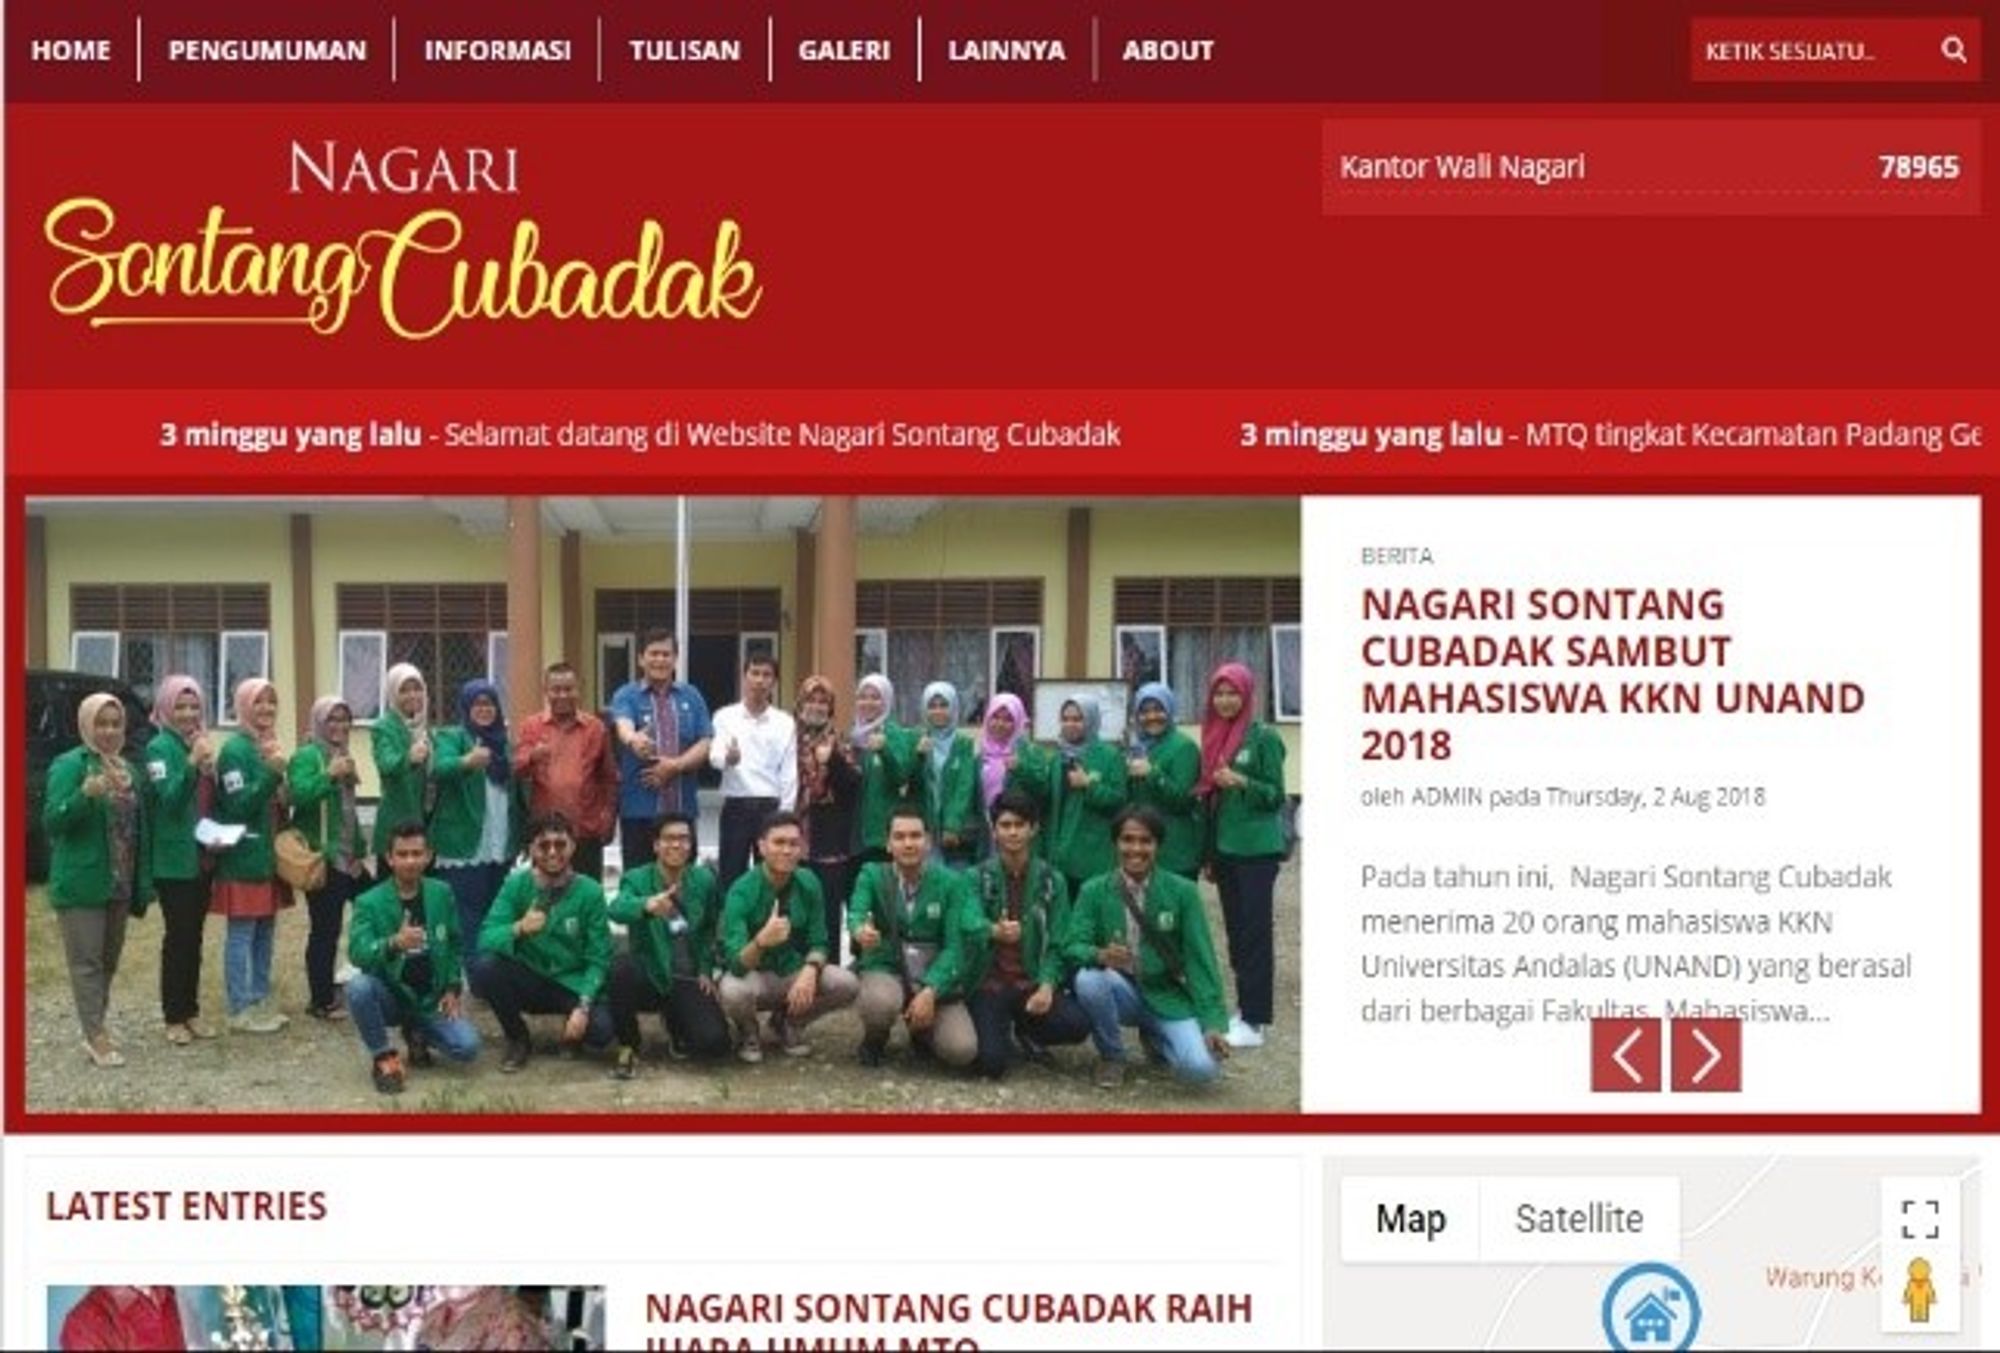 HOME
PENGUMUMAN
INFORMASI
TULISAN
GALERI
LAINNYA
ABOUT
KETIK SESUATU..
NAGARI
Sontang Cubadak
Kantor Wali Nagari
78965
3 minggu yang lalu - Selamat datang di Website Nagari Sontang Cubadak
3 minggu yang lalu - MTQ tingkat Kecamatan Padang Ge
BERITA
NAGARI SONTANG
CUBADAK SAMBUT
MAHASISWA KKN UNAND
2018
oleh ADMIN pada Thursday, 2 Aug 2018
Pada tahun ini, Nagari Sontang Cubadak
menerima 20 orang mahasiswa KKN
Universitas Andalas (UNAND) yang berasal
dari berbagai Fakultas. Mahasiswa...
LATEST ENTRIES
NAGARI SONTANG CUBADAK RAIH
JUARA UMUM MTQ
Map
Satellite
Warung